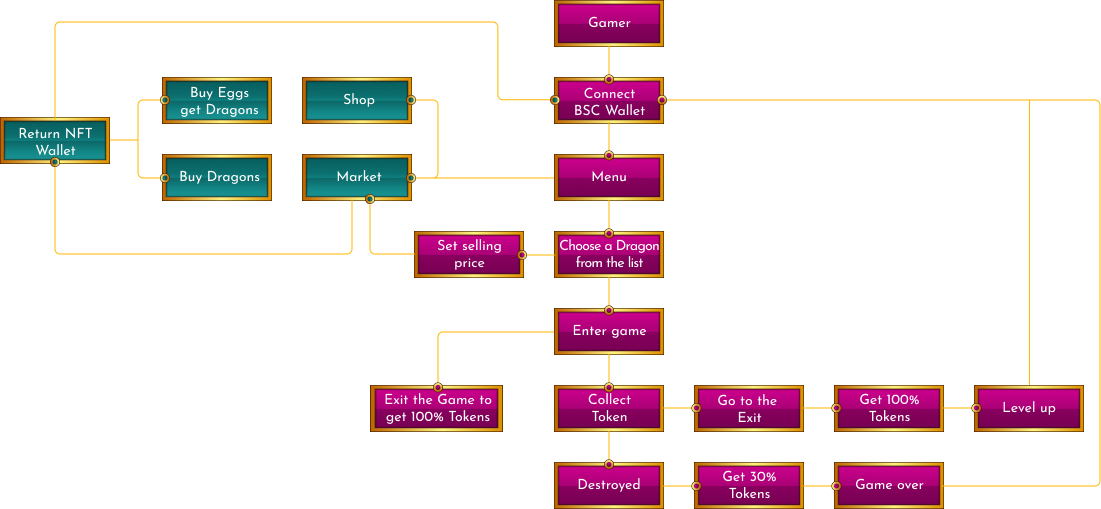 Gamer
Buy Eggs
get Dragons
Shop
Connect
BSC Wallet
Return NFT
Wallet
Buy Dragons
Market
Menu
Set selling
price
Choose a Dragon
from the list
Enter game
Exit the Game to
get 100% Tokens
Collect
Token
Go to the
Exit
Get 100%
Tokens
Level up
Destroyed
Get 30%
Tokens
Game over